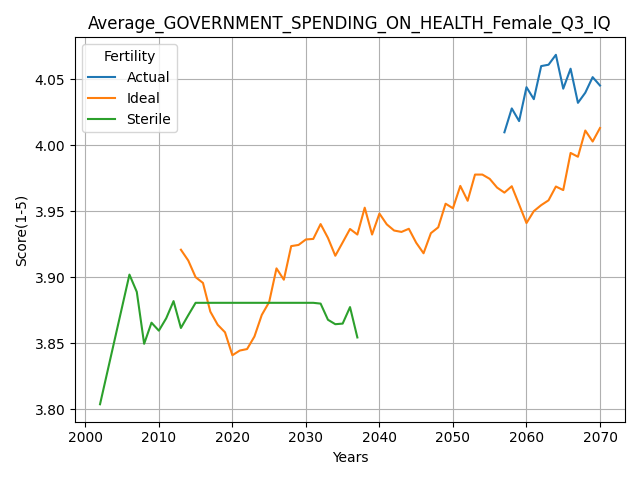 Average_GOVERNMENT_SPENDING_ON_HEALTH_Female_Q3_IQ
Fertility
Actual
Ideal
Sterile
Score(1-5)
4.05
4.00
3.95
3.90
3.85
3.80
2000 2010 2020 2030 2040 2050 2060 2070
Years